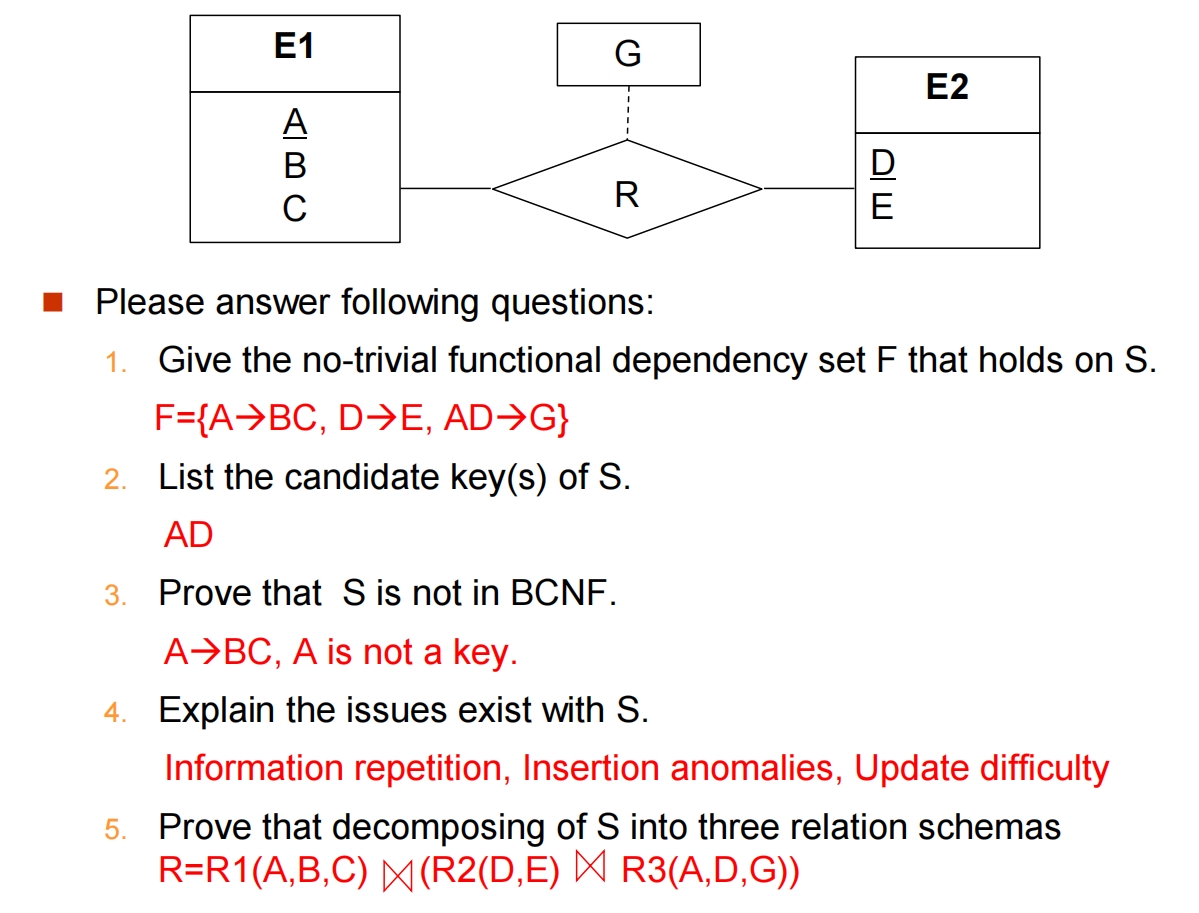 E1
A
B
C
G
R
E2
D
E
■ Please answer following questions:
1. Give the no-trivial functional dependency set F that holds on S.
F={A→BC, D→E, AD→G}
2. List the candidate key(s) of S.
AD
3. Prove that S is not in BCNF.
A→BC, A is not a key.
4. Explain the issues exist with S.
Information repetition, Insertion anomalies, Update difficulty
5. Prove that decomposing of S into three relation schemas
R=R1(A,B,C) ⋈ (R2(D,E) ⋈ R3(A,D,G))